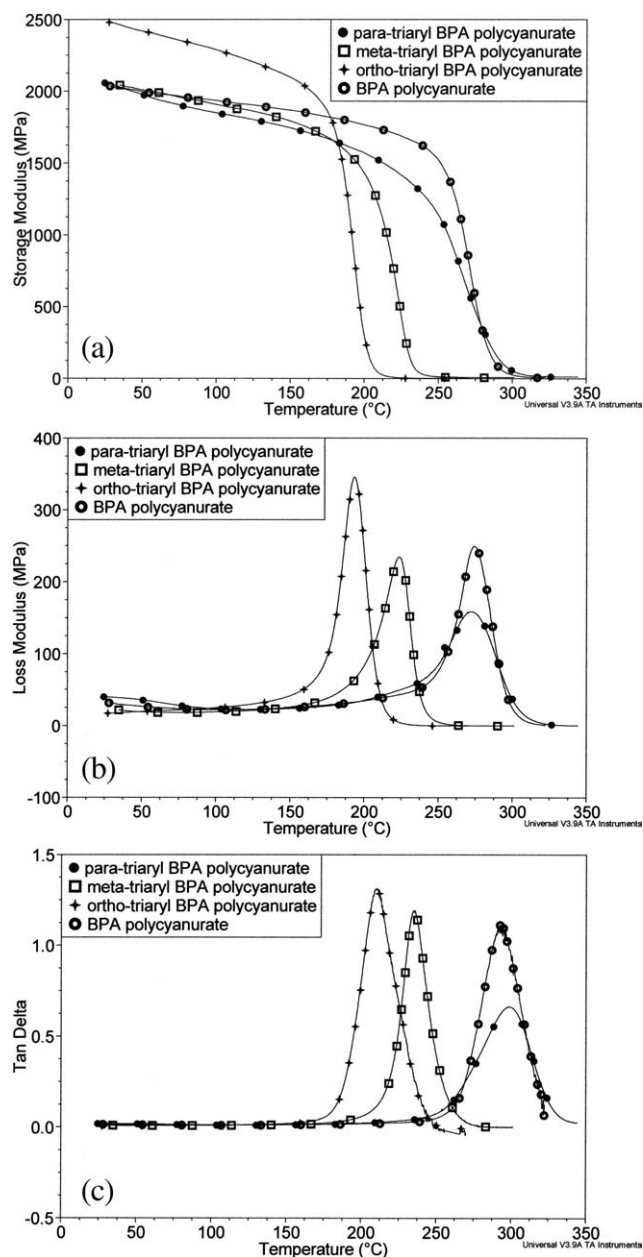 2500
2000
1500
1000
500
0
Storage Modulus (MPa)
para-triaryl BPA polycyanurate
meta-triaryl BPA polycyanurate
ortho-triaryl BPA polycyanurate
BPA polycyanurate
(a)
0 50 100 150 200 250 300 350
Temperature (°C)
Universal V3.9A TA Instruments
400
300
200
100
0
-100
Loss Modulus (MPa)
para-triaryl BPA polycyanurate
meta-triaryl BPA polycyanurate
ortho-triaryl BPA polycyanurate
BPA polycyanurate
(b)
0 50 100 150 200 250 300 350
Temperature (°C)
Universal V3.9A TA Instruments
1.5
1.0
0.5
0.0
-0.5
Tan Delta
para-triaryl BPA polycyanurate
meta-triaryl BPA polycyanurate
ortho-triaryl BPA polycyanurate
BPA polycyanurate
(c)
0 50 100 150 200 250 300 350
Temperature (°C)
Universal V3.9A TA Instruments